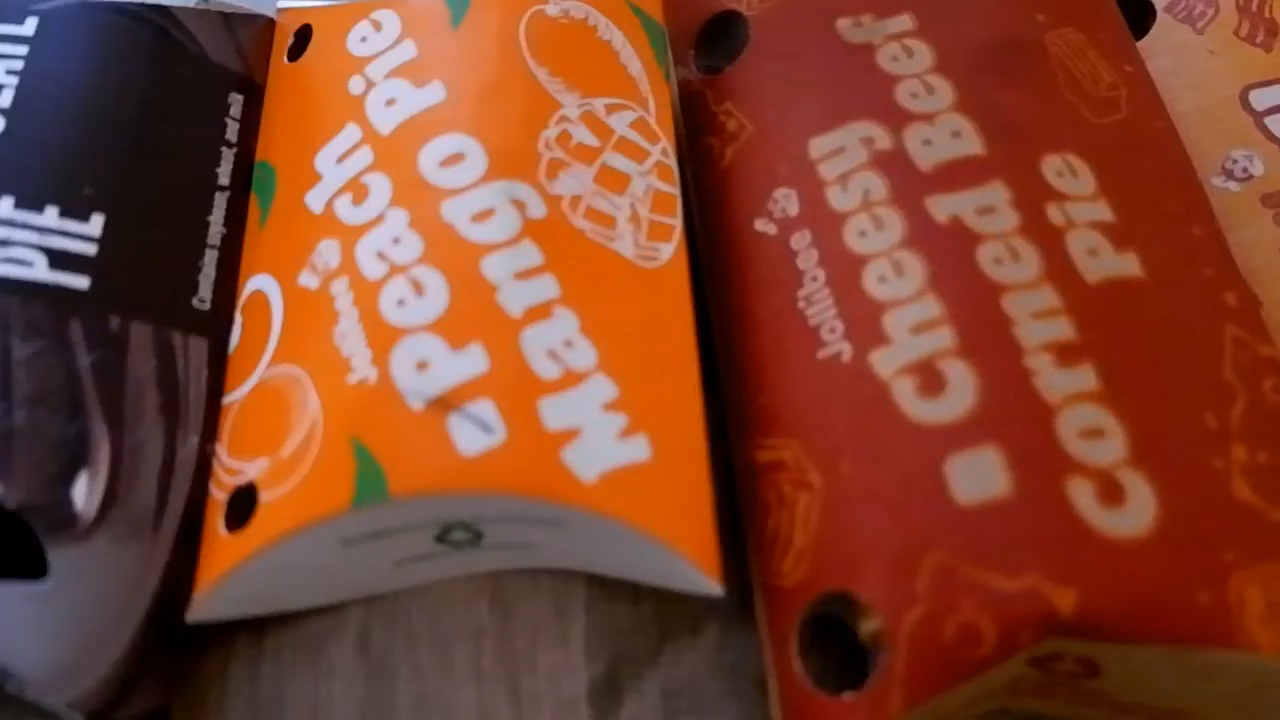 PIE
Jollibee
Peach
Mango Pie
Jollibee
Cheesy
Corned Beef
Pie